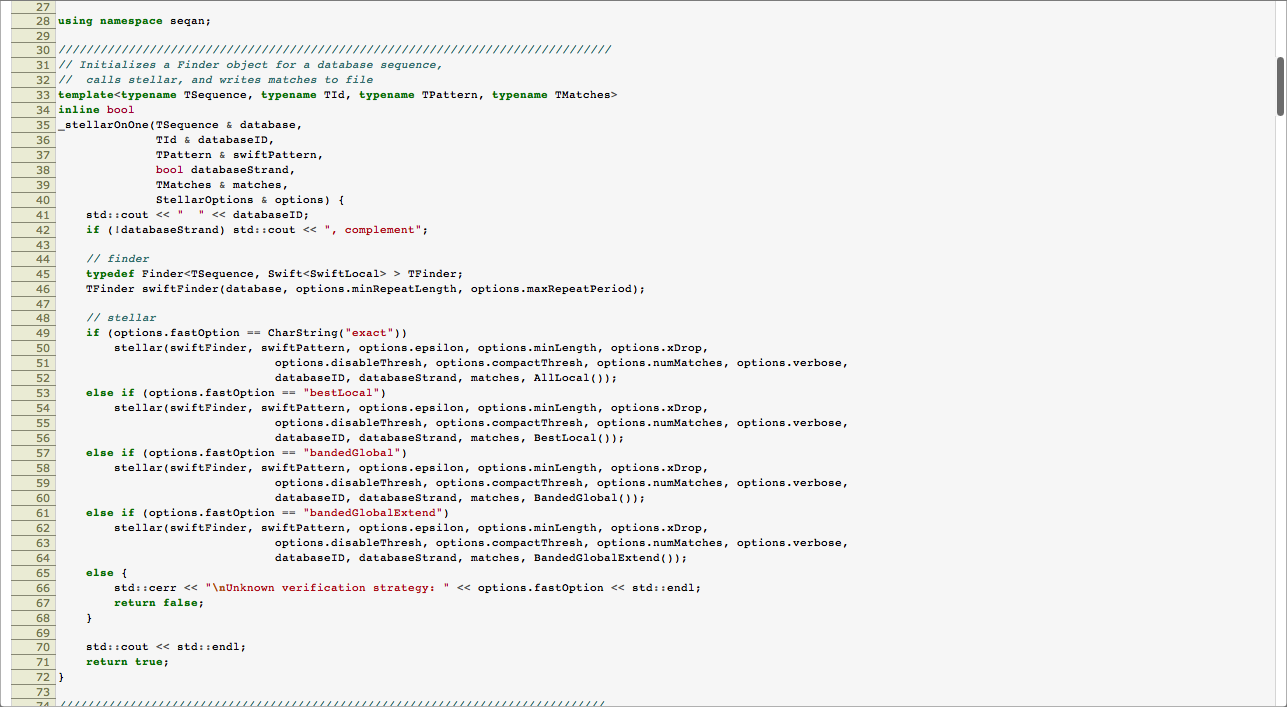 27
28 using namespace seqan;
29
30 ///////////////////////////////////////////////////////////////////////////////
31 // Initializes a Finder object for a database sequence,
32 //  calls stellar, and writes matches to file
33 template<typename TSequence, typename TId, typename TPattern, typename TMatches>
34 inline bool
35 _stellarOnOne(TSequence & database,
36               TId & databaseID,
37               TPattern & swiftPattern,
38               bool databaseStrand,
39               TMatches & matches,
40               StellarOptions & options) {
41     std::cout << "  " << databaseID;
42     if (!databaseStrand) std::cout << ", complement";
43
44     // finder
45     typedef Finder<TSequence, Swift<SwiftLocal> > TFinder;
46     TFinder swiftFinder(database, options.minRepeatLength, options.maxRepeatPeriod);
47
48     // stellar
49     if (options.fastOption == CharString("exact"))
50         stellar(swiftFinder, swiftPattern, options.epsilon, options.minLength, options.xDrop,
51                                options.disableThresh, options.compactThresh, options.numMatches, options.verbose,
52                                databaseID, databaseStrand, matches, AllLocal());
53     else if (options.fastOption == "bestLocal")
54         stellar(swiftFinder, swiftPattern, options.epsilon, options.minLength, options.xDrop,
55                                options.disableThresh, options.compactThresh, options.numMatches, options.verbose,
56                                databaseID, databaseStrand, matches, BestLocal());
57     else if (options.fastOption == "bandedGlobal")
58         stellar(swiftFinder, swiftPattern, options.epsilon, options.minLength, options.xDrop,
59                                options.disableThresh, options.compactThresh, options.numMatches, options.verbose,
60                                databaseID, databaseStrand, matches, BandedGlobal());
61     else if (options.fastOption == "bandedGlobalExtend")
62         stellar(swiftFinder, swiftPattern, options.epsilon, options.minLength, options.xDrop,
63                                options.disableThresh, options.compactThresh, options.numMatches, options.verbose,
64                                databaseID, databaseStrand, matches, BandedGlobalExtend());
65     else {
66         std::cerr << "\nUnknown verification strategy: " << options.fastOption << std::endl;
67         return false;
68     }
69
70     std::cout << std::endl;
71     return true;
72 }
73
74 //////////////////////////////////////////////////////////////////////////////